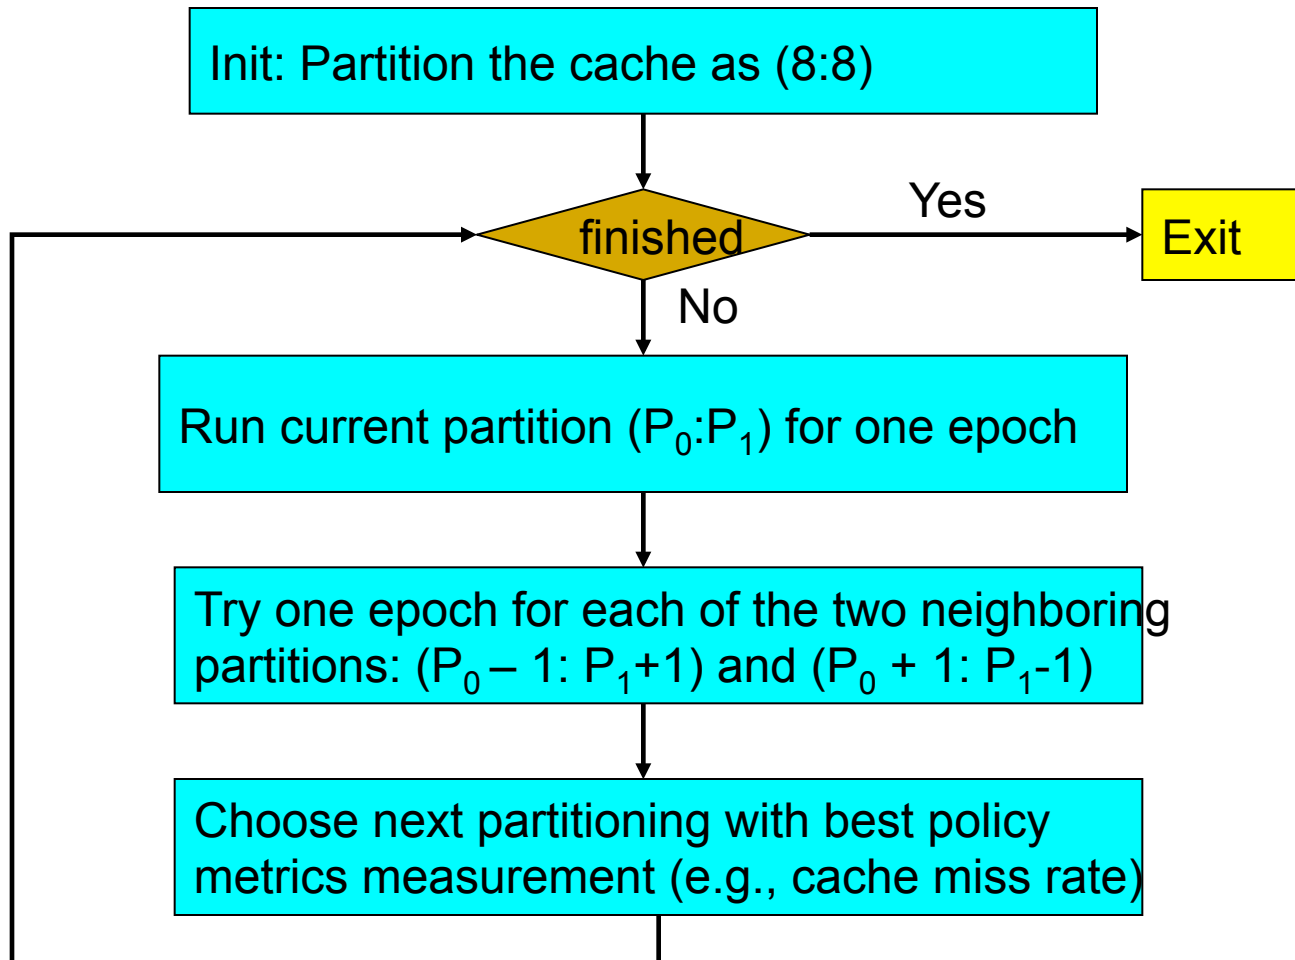 Init: Partition the cache as (8:8)
finished
Yes
Exit
No
Run current partition (P₀:P₁) for one epoch
Try one epoch for each of the two neighboring
partitions: (P₀ – 1: P₁+1) and (P₀ + 1: P₁-1)
Choose next partitioning with best policy
metrics measurement (e.g., cache miss rate)